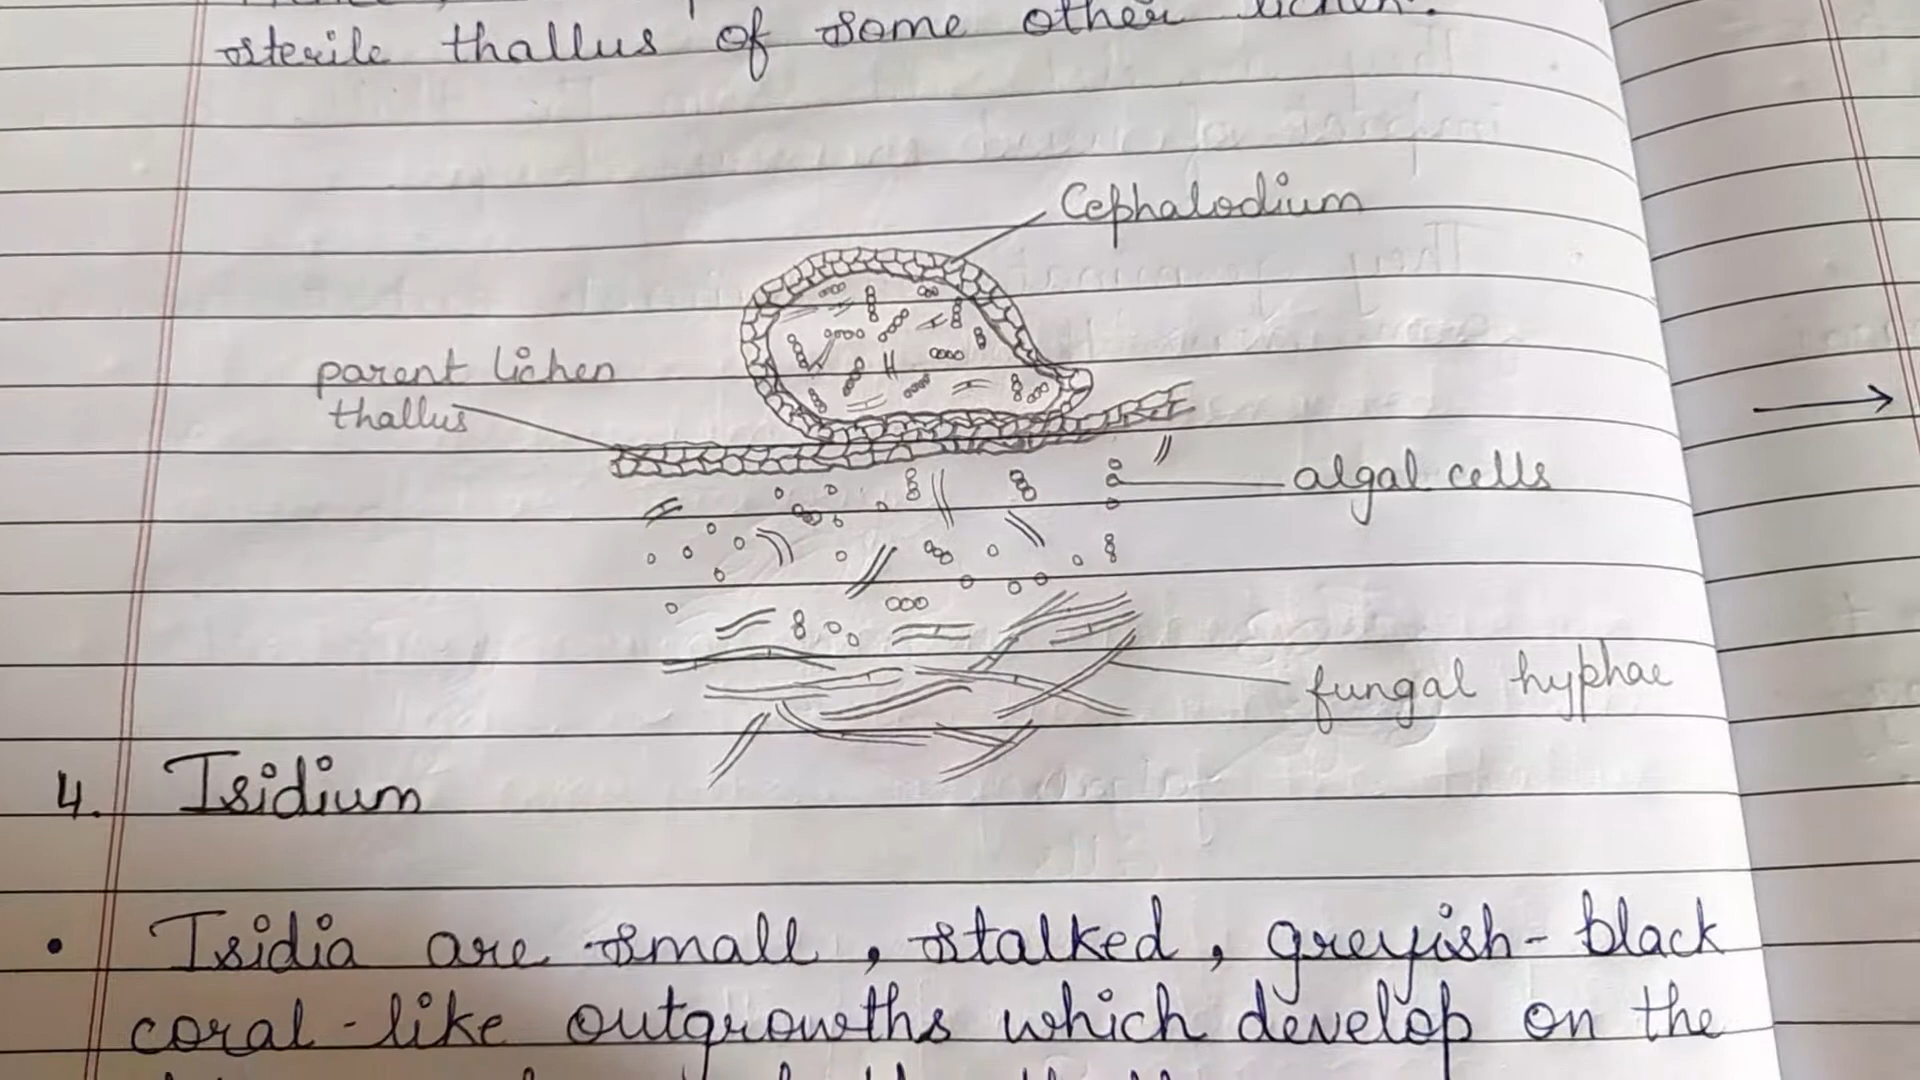 sterile thallus of some other lichen.
Cephalodium
parent lichen
thallus
algal cells
fungal hyphae
4. Isidium
• Isidia are small, stalked, greyish-black
coral-like outgrowths which develop on the